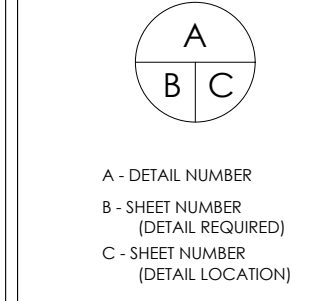 A
B C
A - DETAIL NUMBER
B - SHEET NUMBER
(DETAIL REQUIRED)
C - SHEET NUMBER
(DETAIL LOCATION)